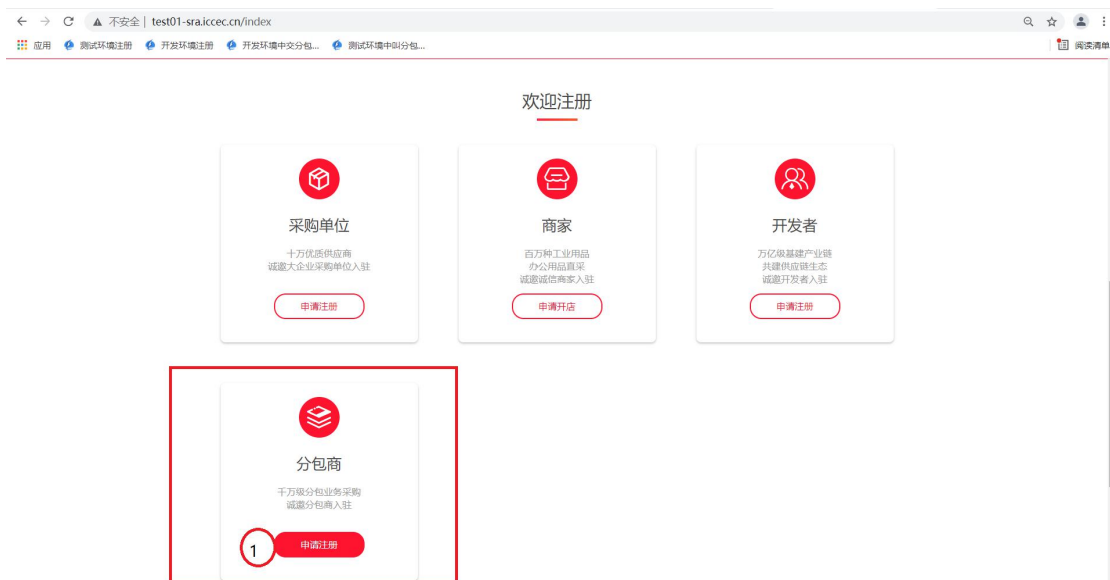 不安全 | test01-sra.iccec.cn/index
应用 测试环境注册 开发环境注册 开发环境中交分包... 测试环境中叫分包... 阅读清单
欢迎注册
采购单位
十万优质供应商
诚邀大企业采购单位入驻
申请注册
商家
百万种工业用品
办公用品直采
诚邀诚信商家入驻
申请开店
开发者
万亿级基建产业链
共建供应链生态
诚邀开发者入驻
申请注册
分包商
千万级分包业务采购
诚邀分包商入驻
1 申请注册